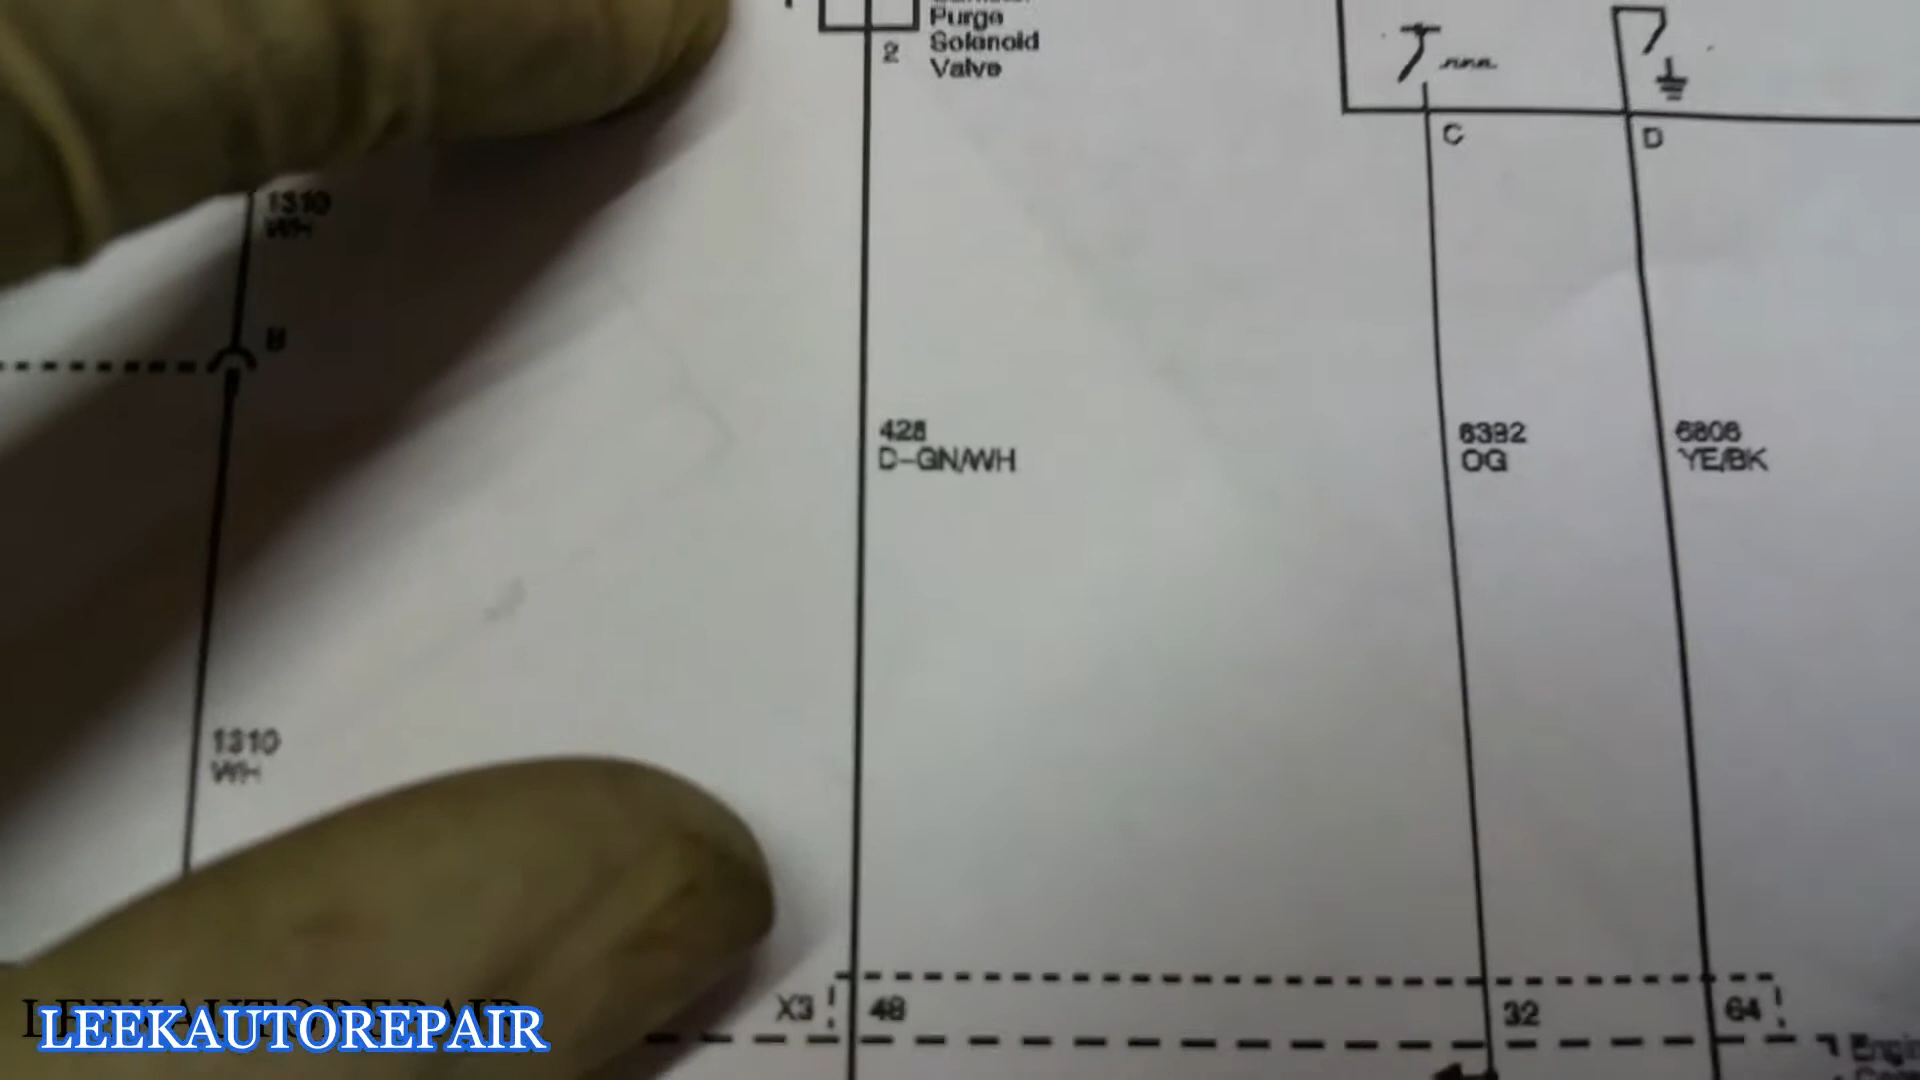 Purge
Solenoid
Valve
2
C
D
1310
WH
B
428
D-GN/WH
6392
OG
6806
YE/BK
1310
WH
X3
48
32
64
LEEKAUTOREPAIR
LEEKAUTOREPAIR